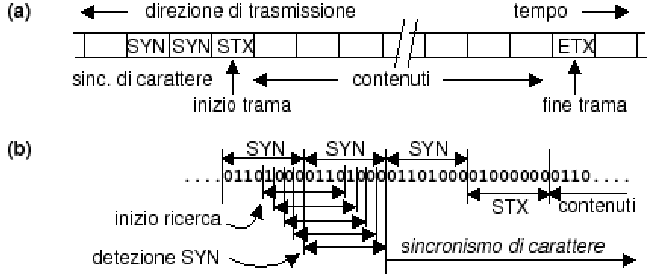 (a)
direzione di trasmissione tempo
SYN SYN STX ETX
sinc. di carattere contenuti
inizio trama fine trama
(b)
SYN SYN SYN
....011010000110100001101000010000000110....
inizio ricerca STX contenuti
detezione SYN sincronismo di carattere